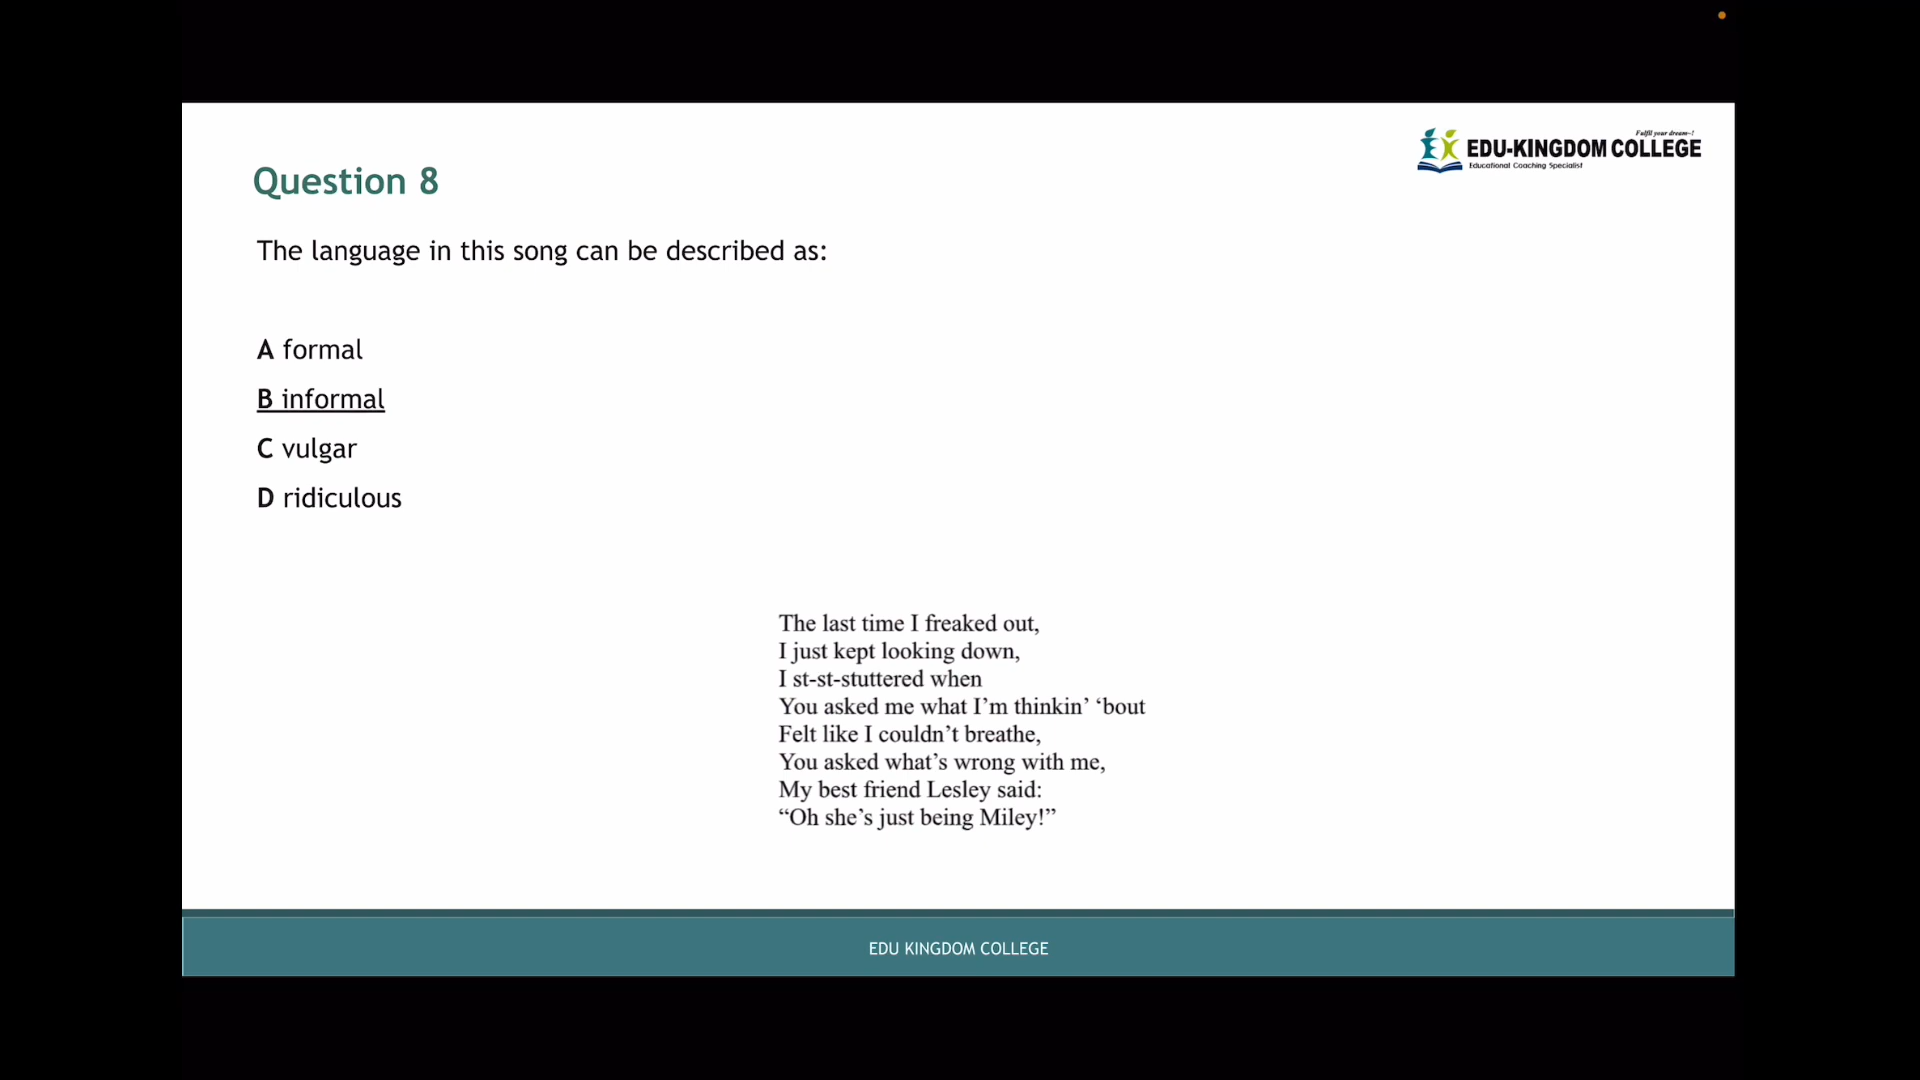 Fulfil your dream~!
EDU-KINGDOM COLLEGE
Educational Coaching Specialist
Question 8
The language in this song can be described as:
A formal
B informal
C vulgar
D ridiculous
The last time I freaked out,
I just kept looking down,
I st-st-stuttered when
You asked me what I’m thinkin’ ‘bout
Felt like I couldn’t breathe,
You asked what’s wrong with me,
My best friend Lesley said:
“Oh she’s just being Miley!”
EDU KINGDOM COLLEGE